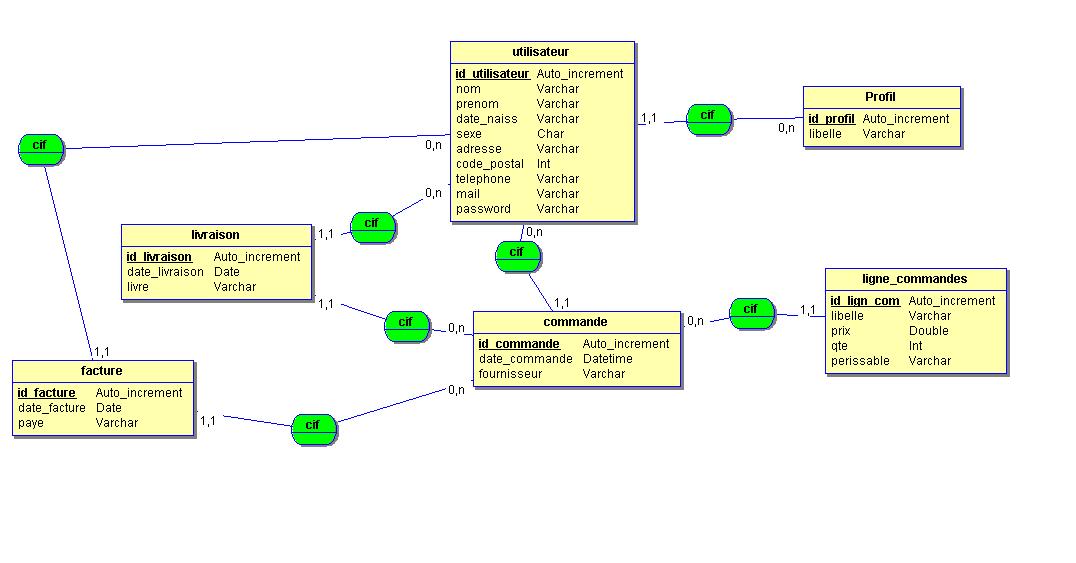 utilisateur
id_utilisateur Auto_increment
nom Varchar
prenom Varchar
date_naiss Varchar
sexe Char
adresse Varchar
code_postal Int
telephone Varchar
mail Varchar
password Varchar
1,1
cif
0,n
Profil
id_profil Auto_increment
libelle Varchar
cif
0,n
1,1
0,n
cif
1,1
livraison
id_livraison Auto_increment
date_livraison Date
livre Varchar
0,n
cif
1,1
1,1
cif
0,n
commande
id_commande Auto_increment
date_commande Datetime
fournisseur Varchar
0,n
cif
1,1
ligne_commandes
id_lign_com Auto_increment
libelle Varchar
prix Double
qte Int
perissable Varchar
facture
id_facture Auto_increment
date_facture Date
paye Varchar
1,1
cif
0,n